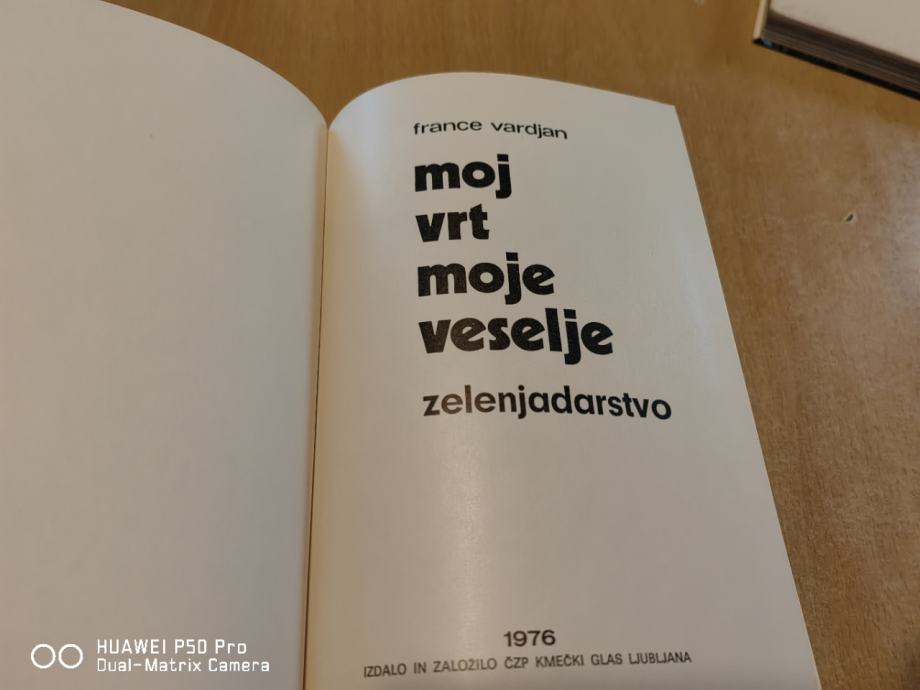 france vardjan
moj
vrt
moje
veselje
zelenjadarstvo
1976
IZDALO IN ZALOŽILO ČZP KMEČKI GLAS LJUBLJANA
HUAWEI P50 Pro
Dual-Matrix Camera